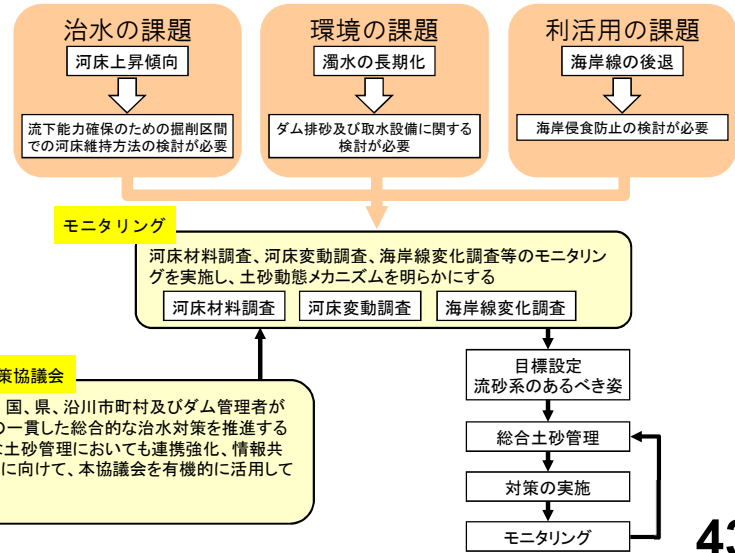 治水の課題
河床上昇傾向
流下能力確保のための掘削区間
での河床維持方法の検討が必要
環境の課題
濁水の長期化
ダム排砂及び取水設備に関する
検討が必要
利活用の課題
海岸線の後退
海岸侵食防止の検討が必要
モニタリング
河床材料調査、河床変動調査、海岸線変化調査等のモニタリン
グを実施し、土砂動態メカニズムを明らかにする
河床材料調査
河床変動調査
海岸線変化調査
策協議会
国、県、沿川市町村及びダム管理者が
の一貫した総合的な治水対策を推進する
な土砂管理においても連携強化、情報共
に向けて、本協議会を有機的に活用して
目標設定
流砂系のあるべき姿
総合土砂管理
対策の実施
モニタリング
43